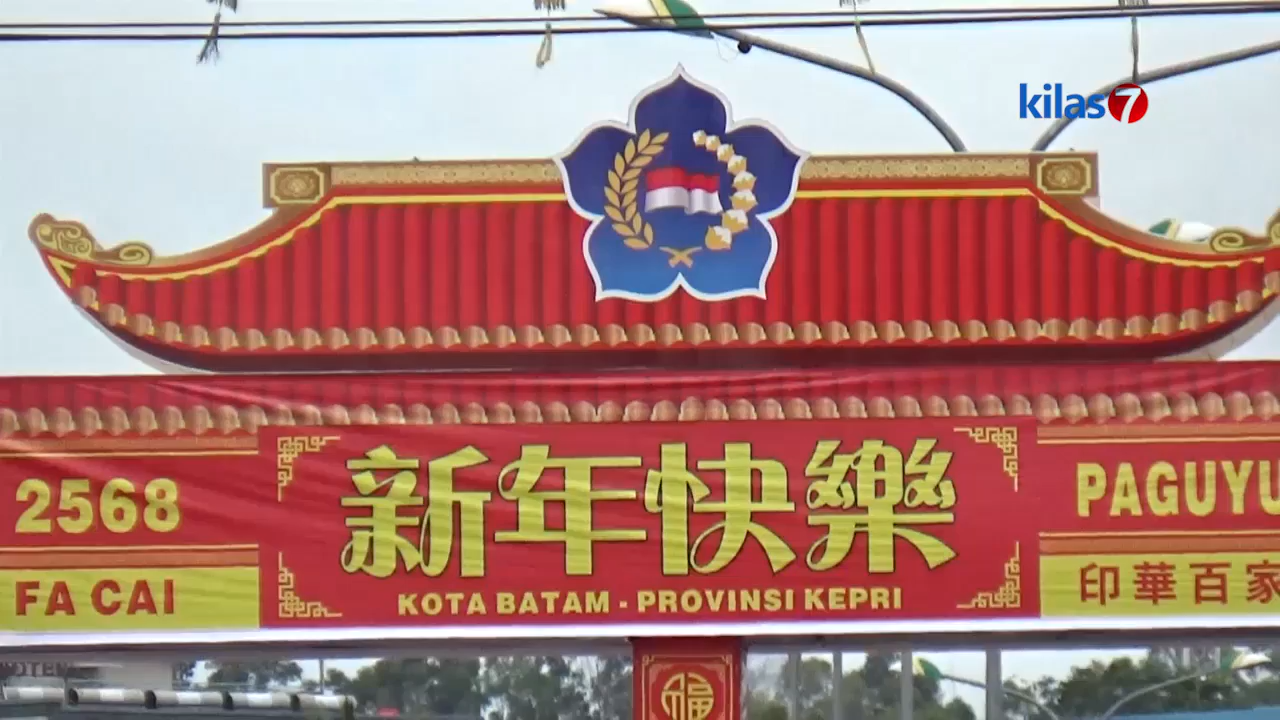 kilas7
2568
新年快樂
PAGUYU
FA CAI
KOTA BATAM - PROVINSI KEPRI
印華百家
福